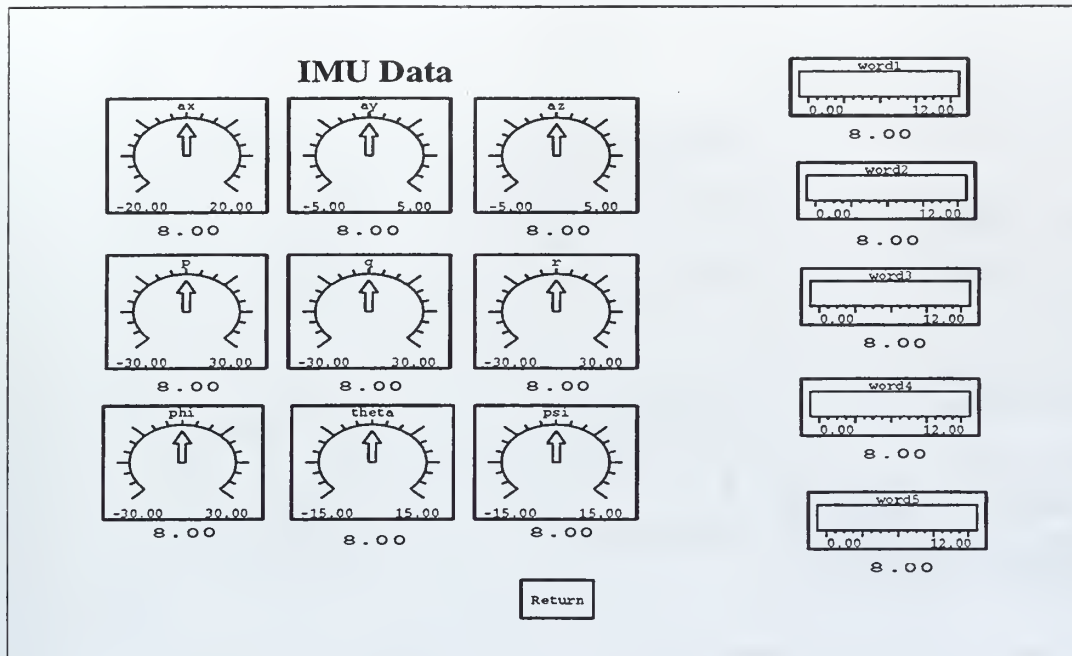 IMU Data
ax ay az
-20.00 20.00 -5.00 5.00 -5.00 5.00
8.00 8.00 8.00
p q r
-30.00 30.00 -30.00 30.00 -30.00 30.00
8.00 8.00 8.00
phi theta psi
-30.00 30.00 -15.00 15.00 -15.00 15.00
8.00 8.00 8.00
word1
0.00 12.00
8.00
word2
0.00 12.00
8.00
word3
0.00 12.00
8.00
word4
0.00 12.00
8.00
word5
0.00 12.00
8.00
Return